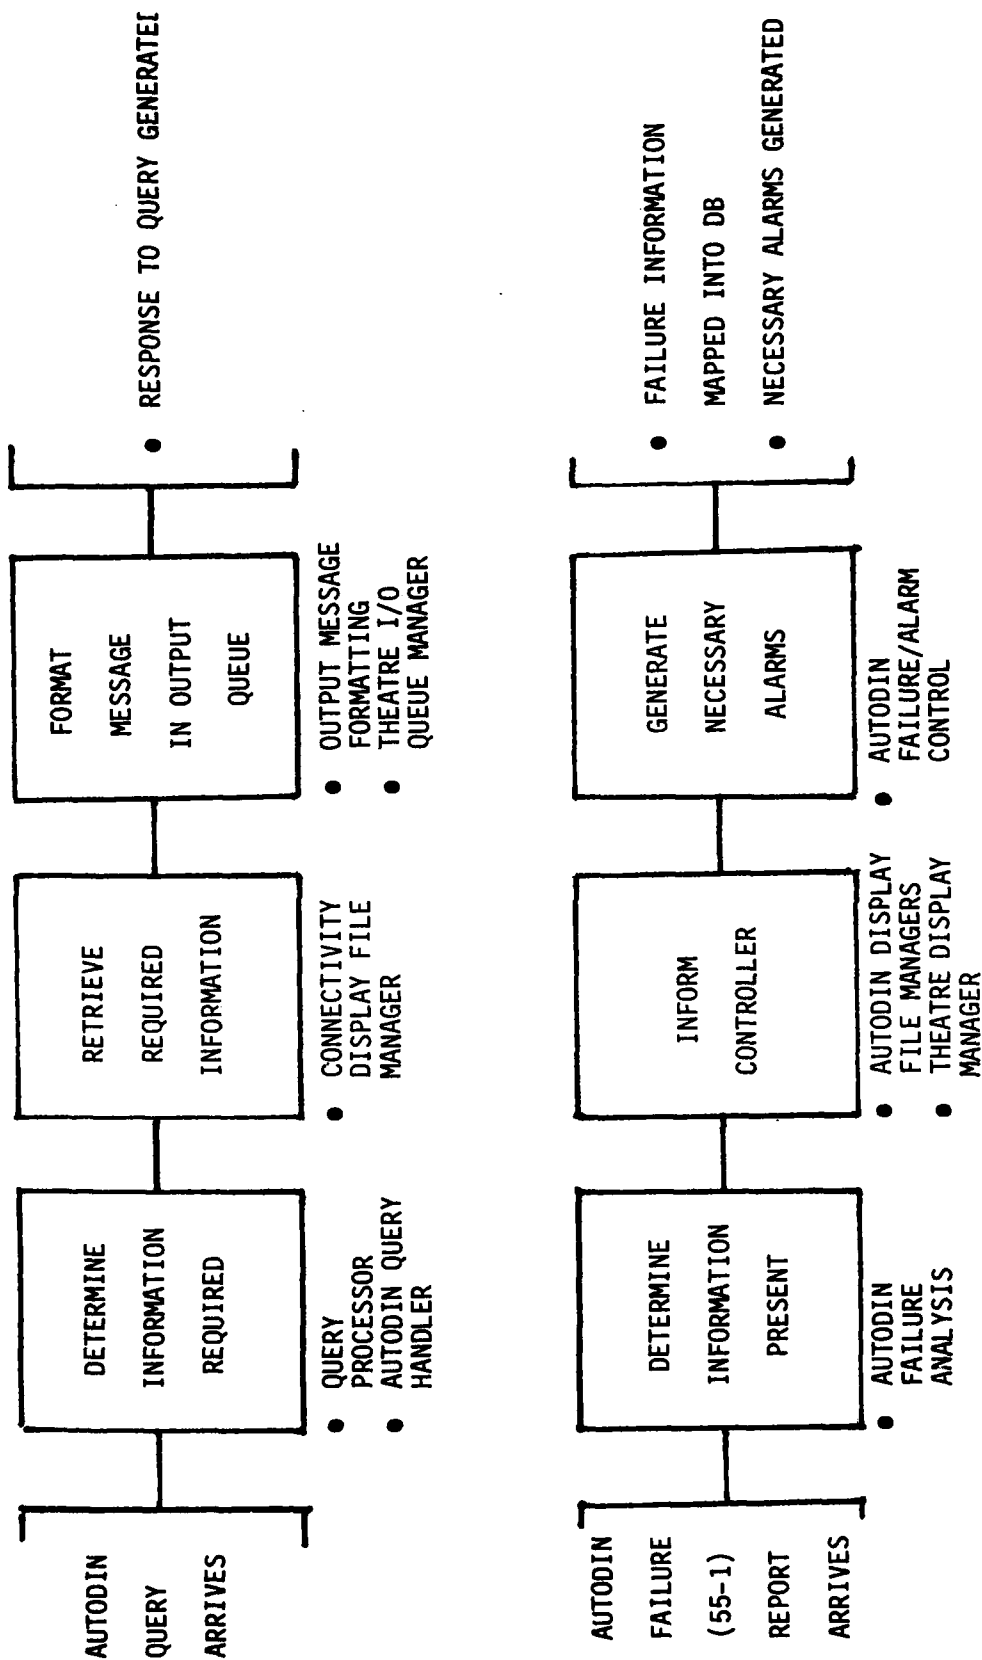 AUTODIN
QUERY
ARRIVES
DETERMINE
INFORMATION
REQUIRED
● QUERY
PROCESSOR
● AUTODIN QUERY
HANDLER
RETRIEVE
REQUIRED
INFORMATION
● CONNECTIVITY
DISPLAY FILE
MANAGER
FORMAT
MESSAGE
IN OUTPUT
QUEUE
● OUTPUT MESSAGE
FORMATTING
● THEATRE I/O
QUEUE MANAGER
● RESPONSE TO QUERY GENERATED
AUTODIN
FAILURE
(55-1)
REPORT
ARRIVES
DETERMINE
INFORMATION
PRESENT
● AUTODIN
FAILURE
ANALYSIS
INFORM
CONTROLLER
● AUTODIN DISPLAY
FILE MANAGERS
● THEATRE DISPLAY
MANAGER
GENERATE
NECESSARY
ALARMS
● AUTODIN
FAILURE/ALARM
CONTROL
● FAILURE INFORMATION
MAPPED INTO DB
● NECESSARY ALARMS GENERATED